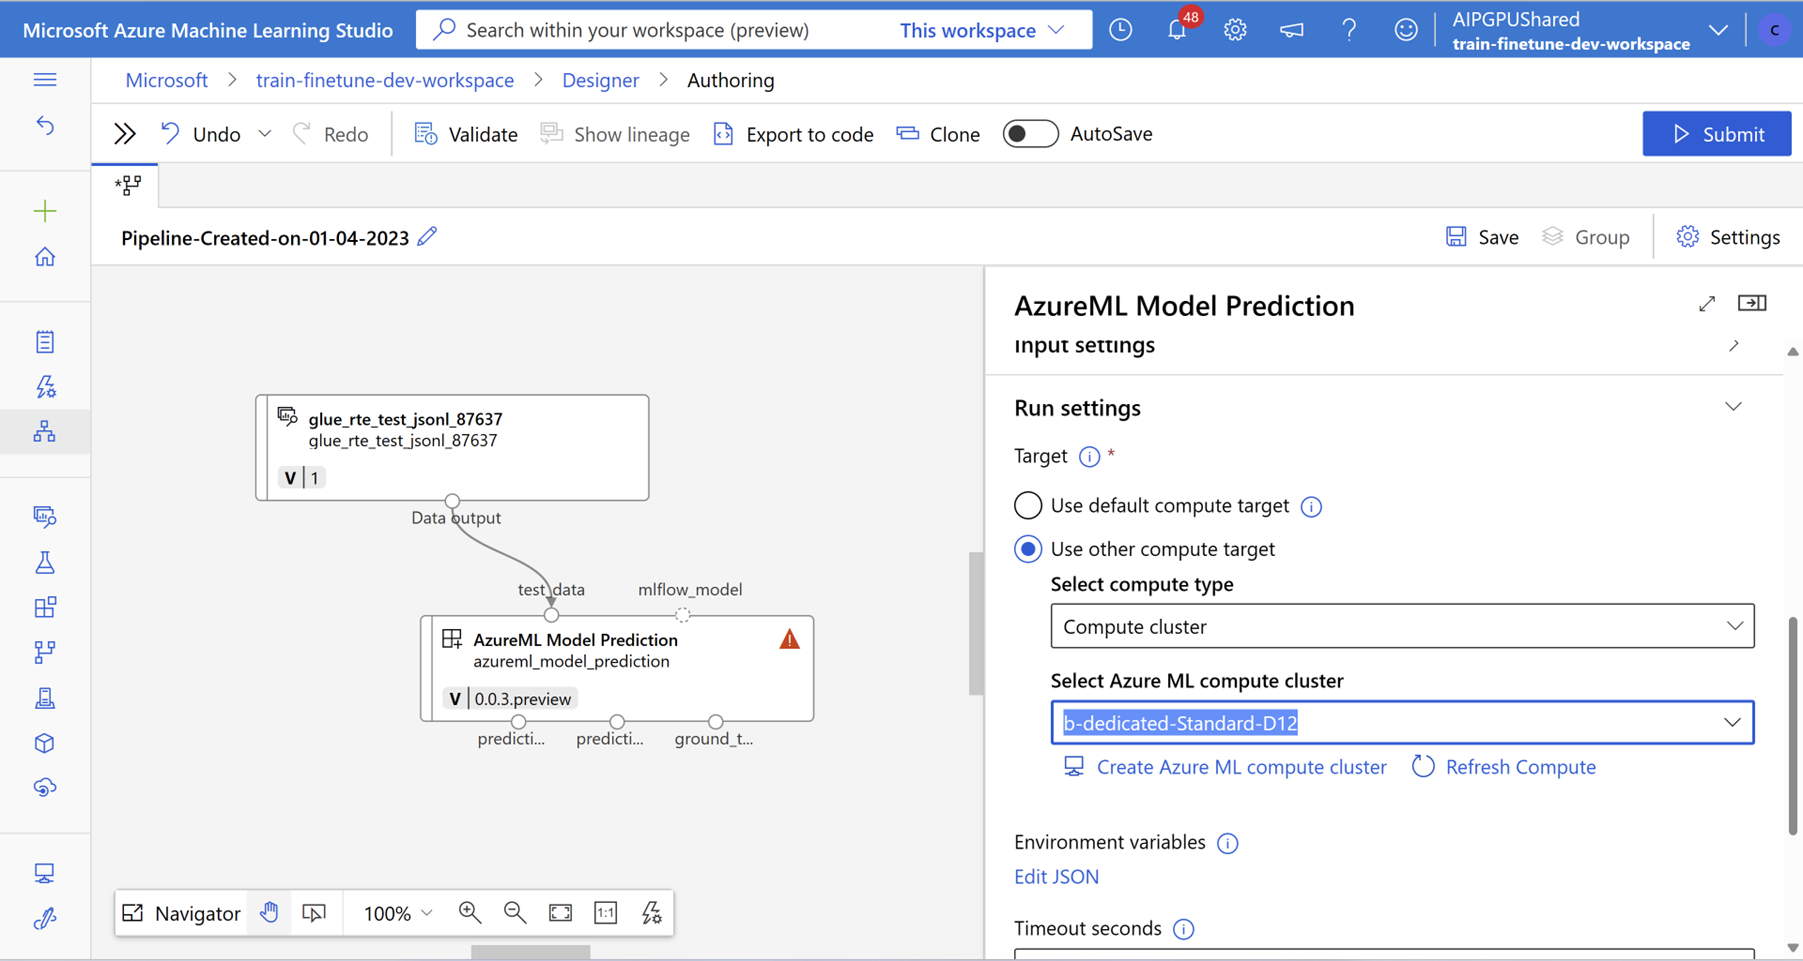 Microsoft Azure Machine Learning Studio
Search within your workspace (preview)
This workspace
48
AIPGPUShared
train-finetune-dev-workspace
C
Microsoft > train-finetune-dev-workspace > Designer > Authoring
Undo
Redo
Validate
Show lineage
Export to code
Clone
AutoSave
Submit
Pipeline-Created-on-01-04-2023
Save
Group
Settings
glue_rte_test_jsonl_87637
glue_rte_test_jsonl_87637
V | 1
Data output
test_data
mlflow_model
AzureML Model Prediction
azureml_model_prediction
V | 0.0.3.preview
predicti...
predicti...
ground_t...
Navigator
100%
1:1
AzureML Model Prediction
Input settings
Run settings
Target *
Use default compute target
Use other compute target
Select compute type
Compute cluster
Select Azure ML compute cluster
b-dedicated-Standard-D12
Create Azure ML compute cluster
Refresh Compute
Environment variables
Edit JSON
Timeout seconds